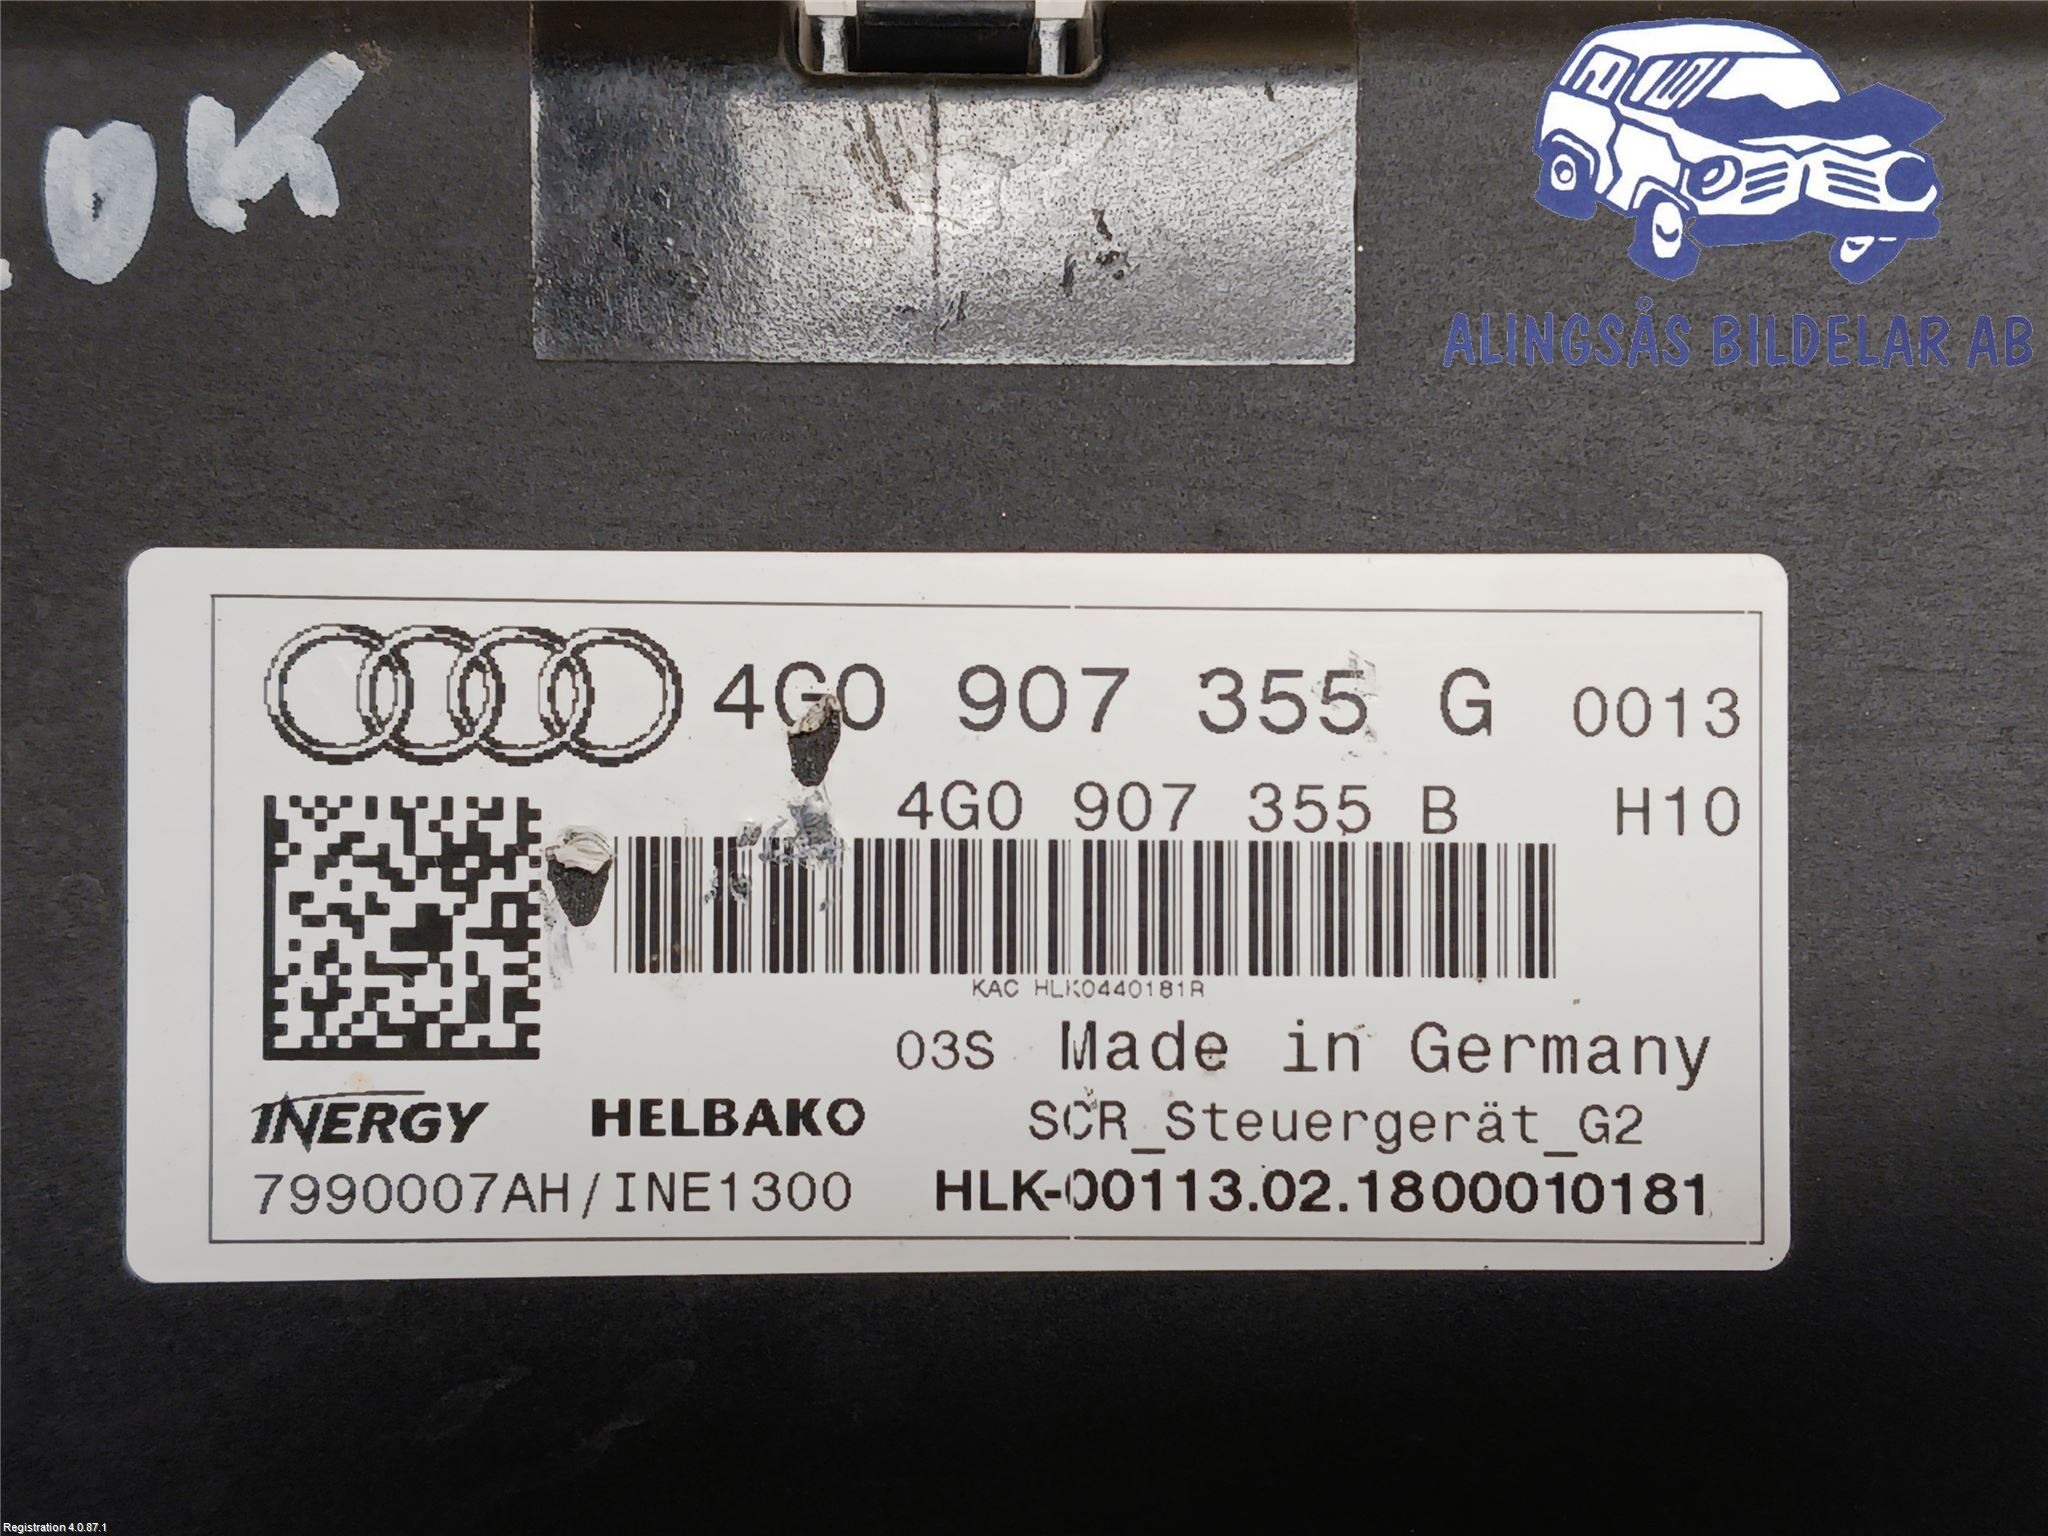 OK
ALINGSÅS BILDELAR AB
4G0 907 355 G 0013
4G0 907 355 B H10
KAC HLK0440181R
03S Made in Germany
INERGY HELBAKO SCR_Steuergerät_G2
7990007AH/INE1300 HLK-00113.02.1800010181
Registration 4.0.87.1